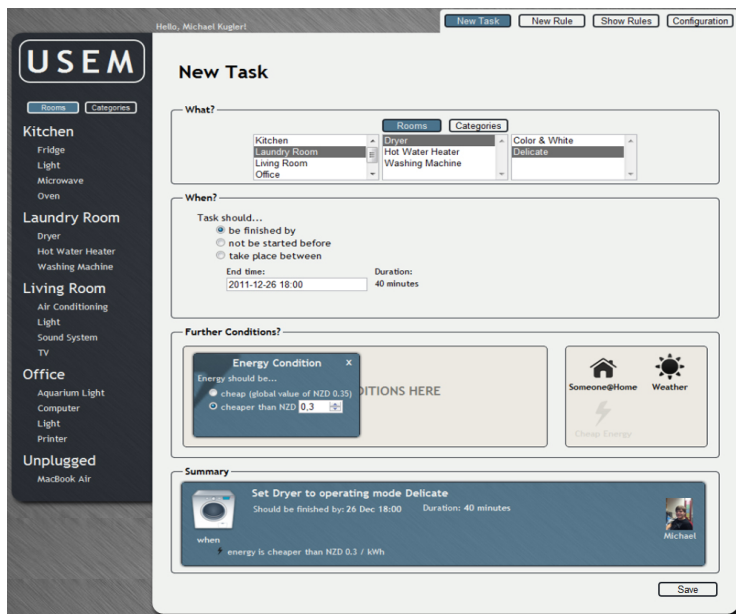 Hello, Michael Kugler!
New Task
New Rule
Show Rules
Configuration
USEM
Rooms
Categories
Kitchen
Fridge
Light
Microwave
Oven
Laundry Room
Dryer
Hot Water Heater
Washing Machine
Living Room
Air Conditioning
Light
Sound System
TV
Office
Aquarium Light
Computer
Light
Printer
Unplugged
MacBook Air
New Task
What?
Rooms
Categories
Kitchen
Laundry Room
Living Room
Office
Dryer
Hot Water Heater
Washing Machine
Color & White
Delicate
When?
Task should...
be finished by
not be started before
take place between
End time:
2011-12-26 18:00
Duration:
40 minutes
Further Conditions?
Energy Condition x
Energy should be...
cheap (global value of NZD 0.35)
cheaper than NZD 0,3
DITIONS HERE
Someone@Home
Weather
Cheap Energy
Summary
Set Dryer to operating mode Delicate
Should be finished by: 26 Dec 18:00 Duration: 40 minutes
when
energy is cheaper than NZD 0.3 / kWh
Michael
Save